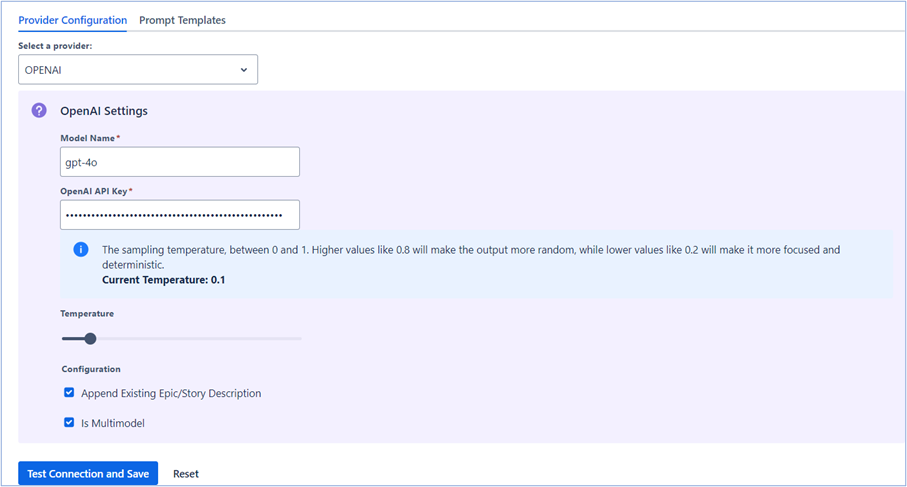 Provider Configuration Prompt Templates
Select a provider:
OPENAI
? OpenAI Settings
Model Name*
gpt-4o
OpenAI API Key*
••••••••••••••••••••••••••••••••••••••••••••••••••••
i The sampling temperature, between 0 and 1. Higher values like 0.8 will make the output more random, while lower values like 0.2 will make it more focused and
deterministic.
Current Temperature: 0.1
Temperature
Configuration
Append Existing Epic/Story Description
Is Multimodel
Test Connection and Save Reset